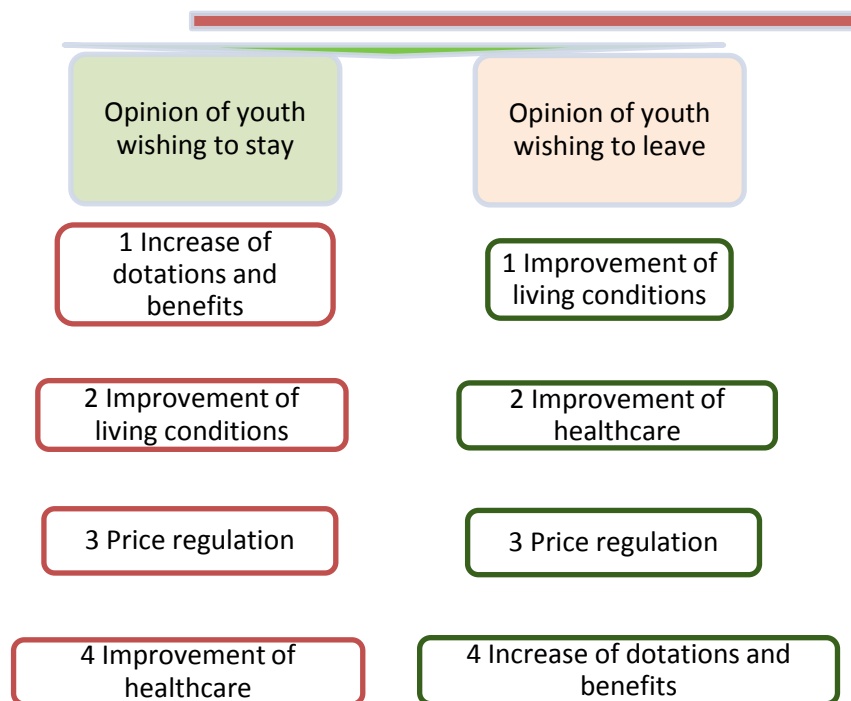 Opinion of youth
wishing to stay
1 Increase of
dotations and
benefits
2 Improvement of
living conditions
3 Price regulation
4 Improvement of
healthcare
Opinion of youth
wishing to leave
1 Improvement of
living conditions
2 Improvement of
healthcare
3 Price regulation
4 Increase of dotations and
benefits